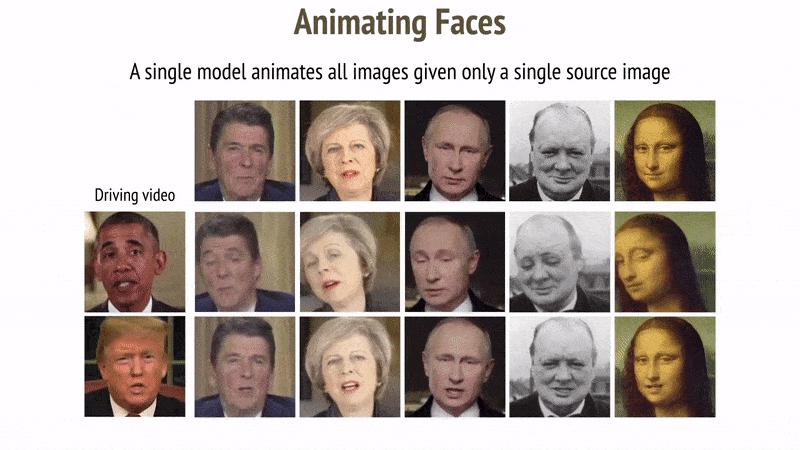 Animating Faces
A single model animates all images given only a single source image
Driving video